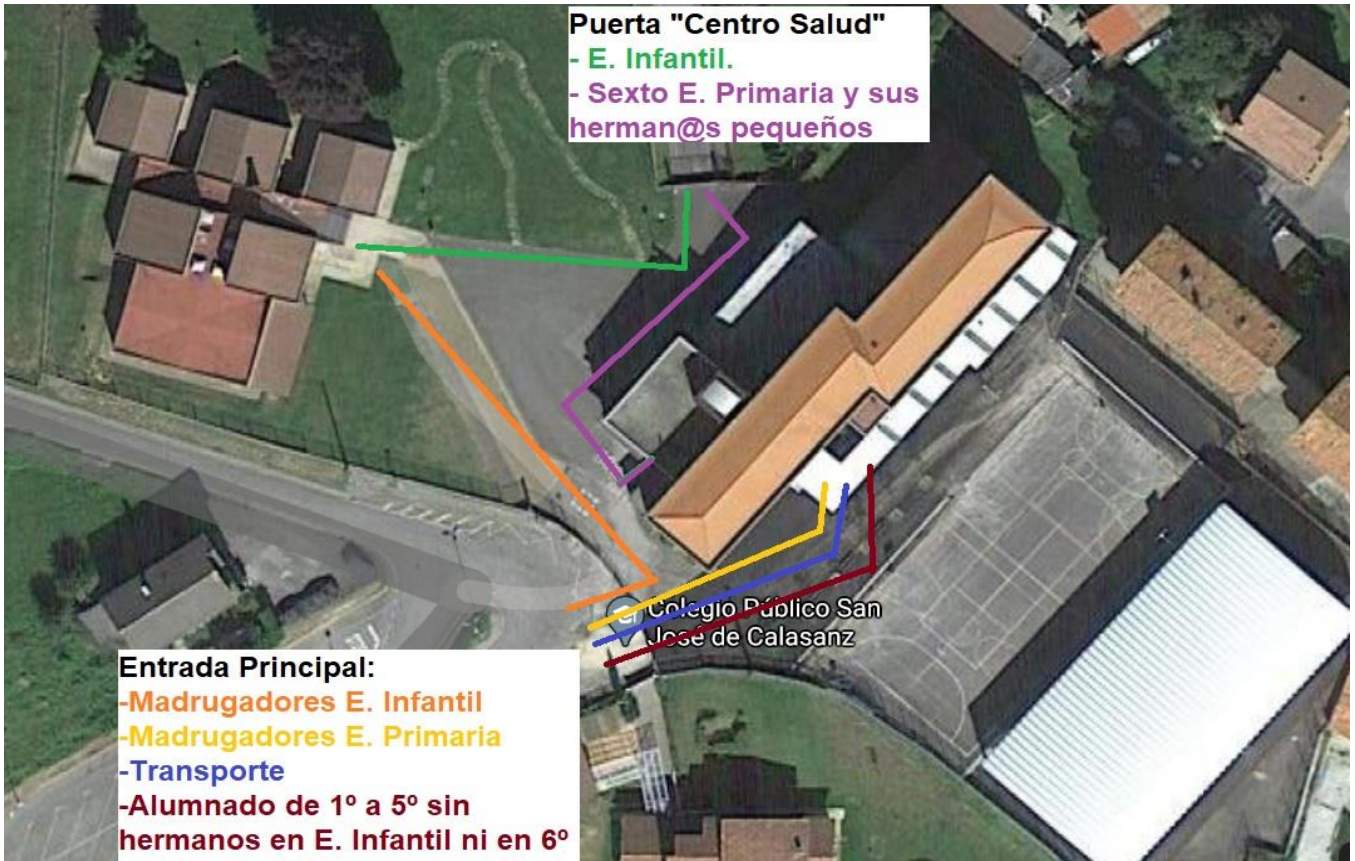 Puerta "Centro Salud"
- E. Infantil.
- Sexto E. Primaria y sus
herman@s pequeños
Colegio Público San
José de Calasanz
Entrada Principal:
-Madrugadores E. Infantil
-Madrugadores E. Primaria
-Transporte
-Alumnado de 1º a 5º sin
hermanos en E. Infantil ni en 6º